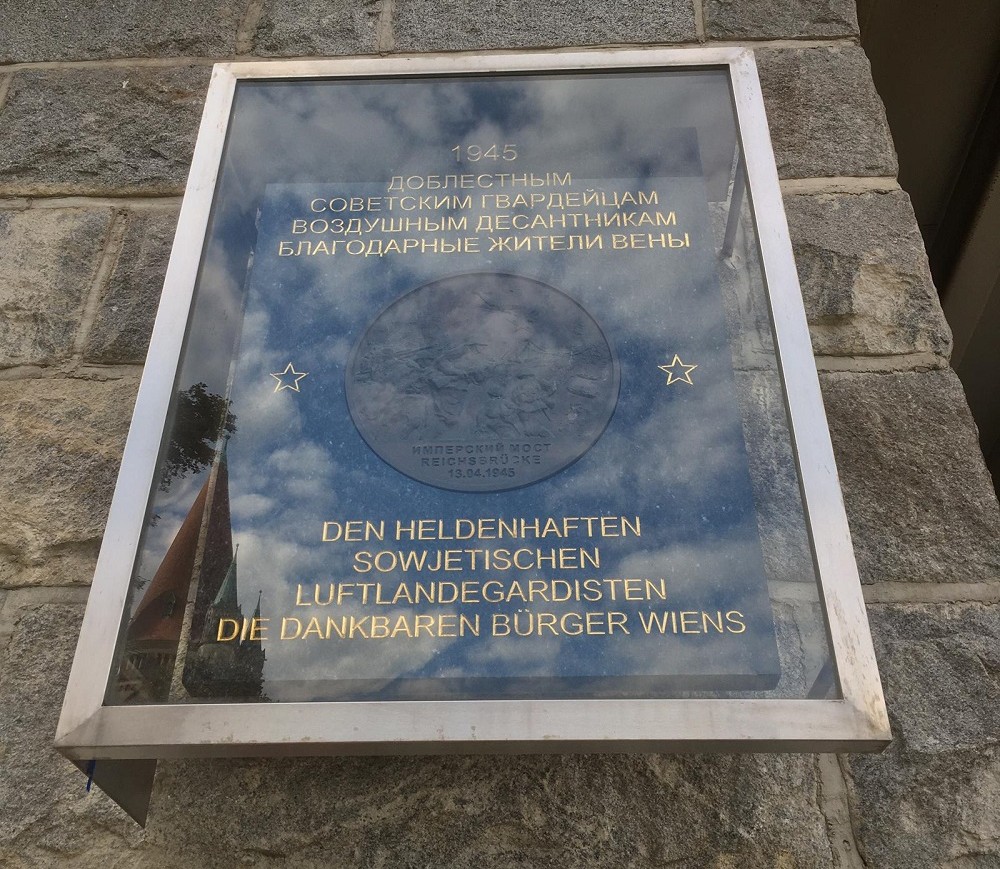 1945
ДОБЛЕСТНЫМ
СОВЕТСКИМ ГВАРДЕЙЦАМ
ВОЗДУШНЫМ ДЕСАНТНИКАМ
БЛАГОДАРНЫЕ ЖИТЕЛИ ВЕНЫ
ИМПЕРСКИЙ МОСТ
REICHSBRÜCKE
13.04.1945
DEN HELDENHAFTEN
SOWJETISCHEN
LUFTLANDEGARDISTEN
DIE DANKBAREN BÜRGER WIENS